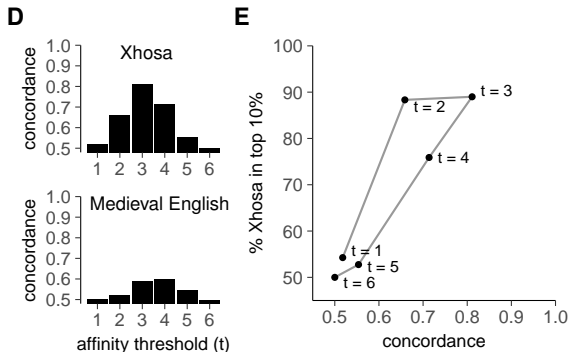 D
Xhosa
concordance
1.0
0.9
0.8
0.7
0.6
0.5
1 2 3 4 5 6
Medieval English
concordance
1.0
0.9
0.8
0.7
0.6
0.5
1 2 3 4 5 6
affinity threshold (t)
E
% Xhosa in top 10%
100
90
80
70
60
50
t = 3
t = 2
t = 4
t = 1
t = 5
t = 6
0.5 0.6 0.7 0.8 0.9 1.0
concordance